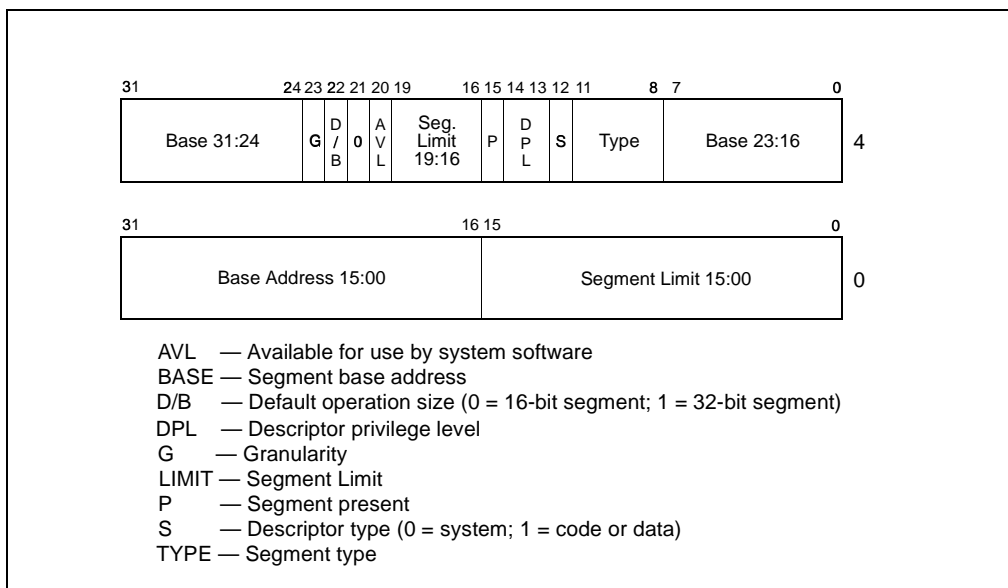 31 24 23 22 21 20 19 16 15 14 13 12 11 8 7 0
Base 31:24 G D/B 0 AVL Seg. Limit 19:16 P DPL S Type Base 23:16 4
31 16 15 0
Base Address 15:00 Segment Limit 15:00 0
AVL — Available for use by system software
BASE — Segment base address
D/B — Default operation size (0 = 16-bit segment; 1 = 32-bit segment)
DPL — Descriptor privilege level
G — Granularity
LIMIT — Segment Limit
P — Segment present
S — Descriptor type (0 = system; 1 = code or data)
TYPE — Segment type